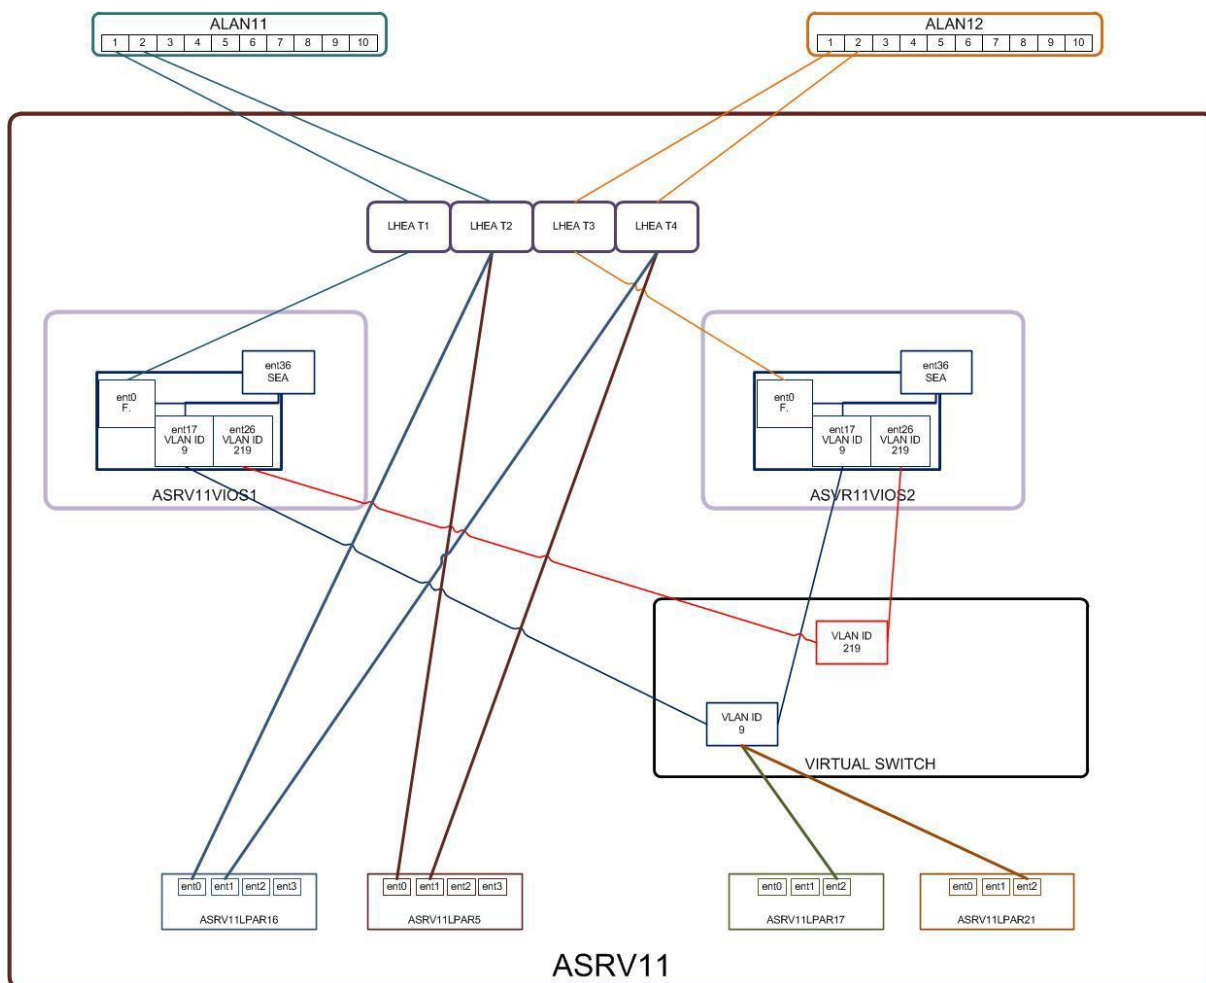 ALAN11
1 2 3 4 5 6 7 8 9 10
ALAN12
1 2 3 4 5 6 7 8 9 10
LHEA T1
LHEA T2
LHEA T3
LHEA T4
ent36
SEA
ent0
F.
ent17
VLAN ID
9
ent26
VLAN ID
219
ASRV11VIOS1
ent36
SEA
ent0
F.
ent17
VLAN ID
9
ent26
VLAN ID
219
ASVR11VIOS2
VLAN ID
219
VLAN ID
9
VIRTUAL SWITCH
ent0 ent1 ent2 ent3
ASRV11LPAR16
ent0 ent1 ent2 ent3
ASRV11LPAR5
ent0 ent1 ent2
ASRV11LPAR17
ent0 ent1 ent2
ASRV11LPAR21
ASRV11